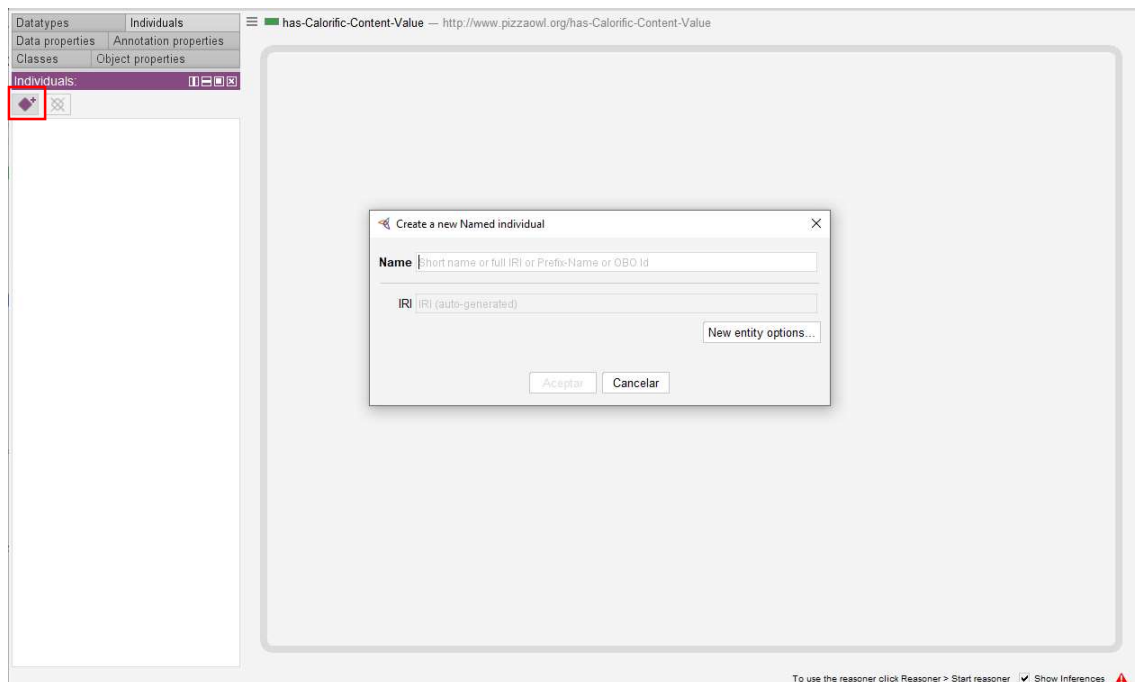 Datatypes Individuals
Data properties Annotation properties
Classes Object properties
Individuals:
has-Calorific-Content-Value — http://www.pizzaowl.org/has-Calorific-Content-Value
Create a new Named individual
Name Short name or full IRI or Prefix-Name or OBO Id
IRI IRI (auto-generated)
New entity options...
Aceptar Cancelar
To use the reasoner click Reasoner > Start reasoner Show Inferences